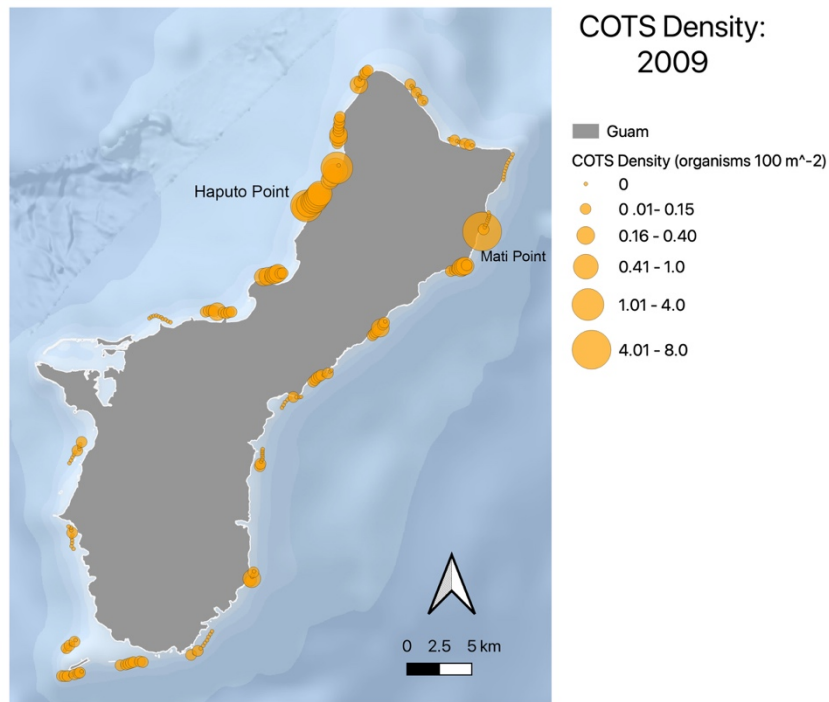 COTS Density:
2009
Guam
COTS Density (organisms 100 m^-2)
0
0 .01- 0.15
0.16 - 0.40
0.41 - 1.0
1.01 - 4.0
4.01 - 8.0
Haputo Point
Mati Point
0 2.5 5 km